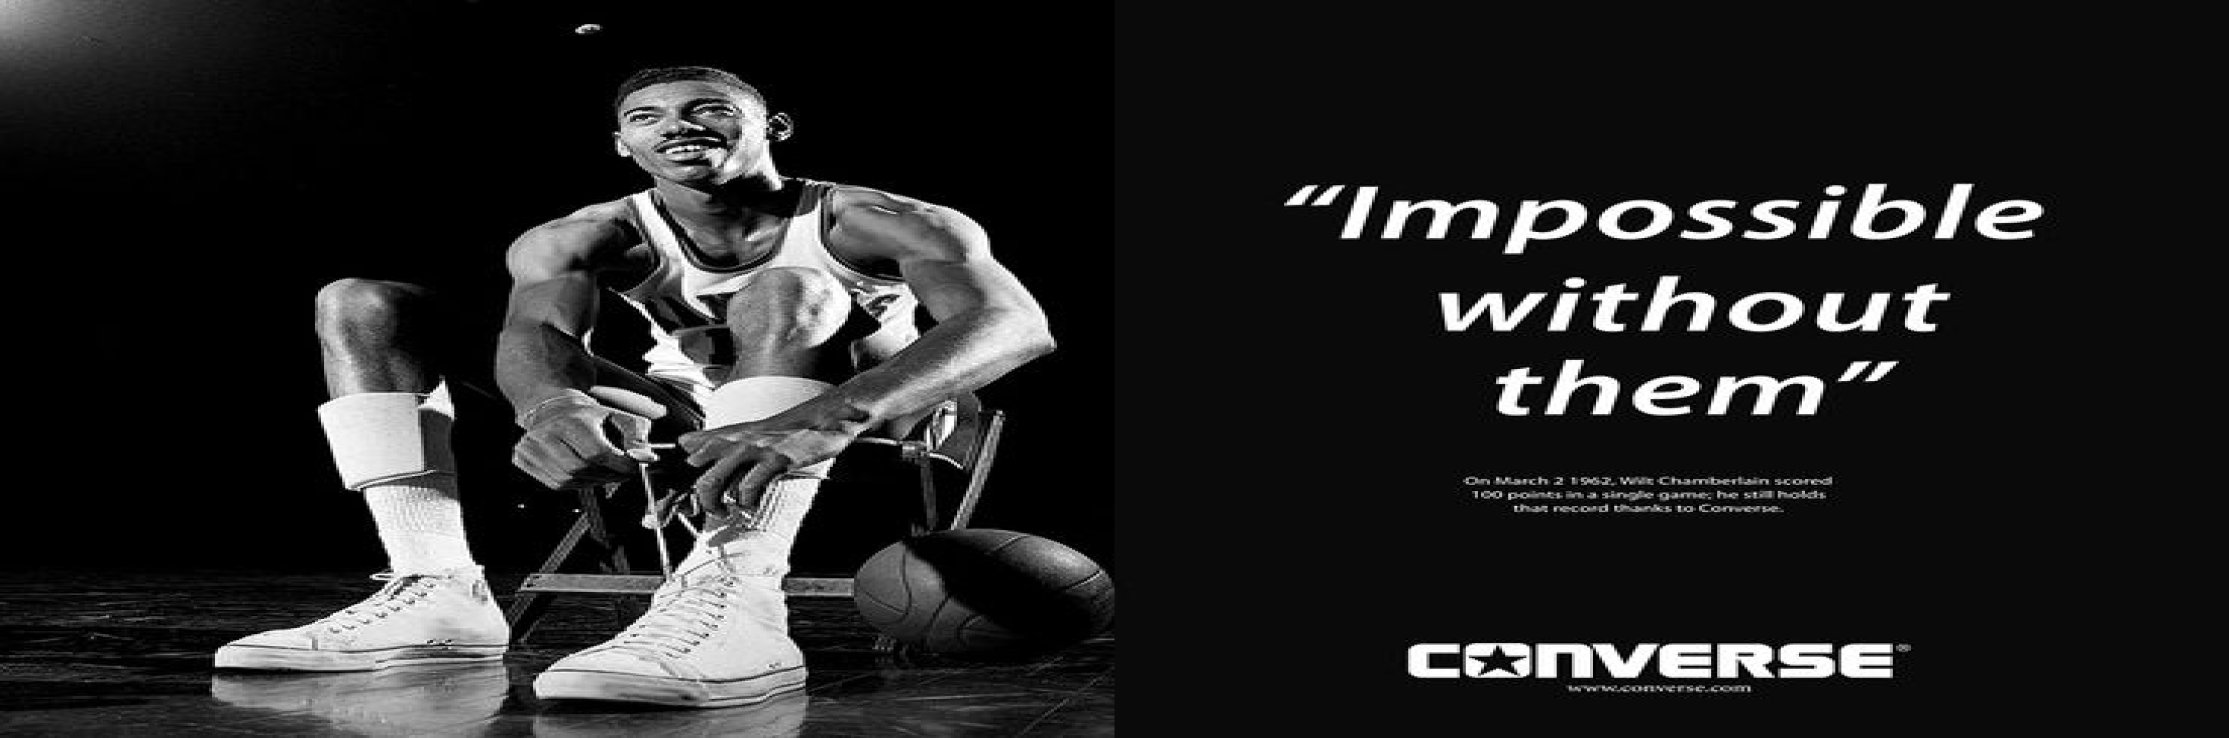 “Impossible
without
them”
On March 2 1962, Wilt Chamberlain scored
100 points in a single game; he still holds
that record thanks to Converse.
CONVERSE®
www.converse.com